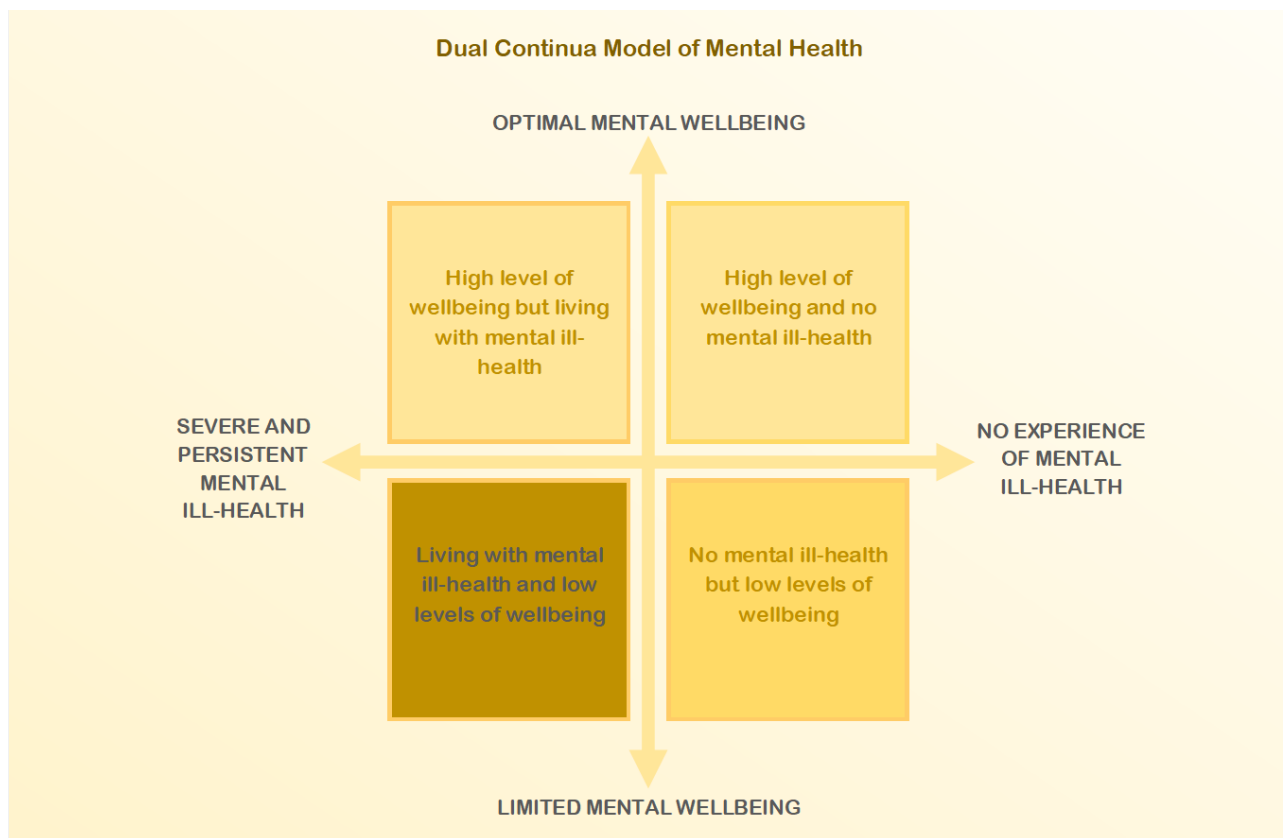 Dual Continua Model of Mental Health
OPTIMAL MENTAL WELLBEING
High level of
wellbeing but living
with mental ill-
health
High level of
wellbeing and no
mental ill-health
SEVERE AND
PERSISTENT
MENTAL
ILL-HEALTH
NO EXPERIENCE
OF MENTAL
ILL-HEALTH
Living with mental
ill-health and low
levels of wellbeing
No mental ill-health
but low levels of
wellbeing
LIMITED MENTAL WELLBEING